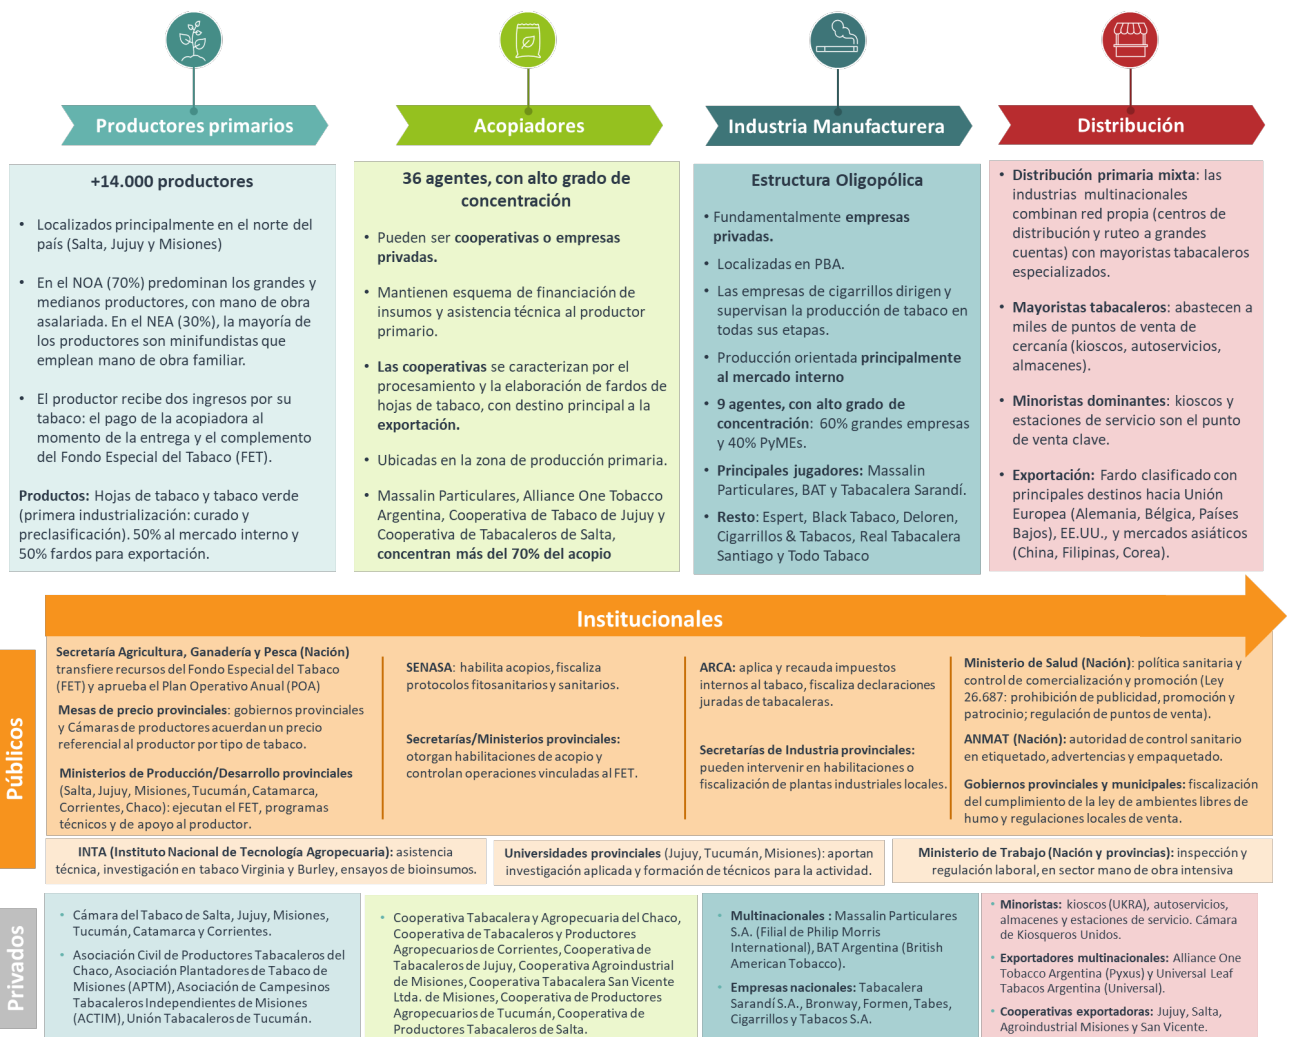 Productores primarios
Acopiadores
Industria Manufacturera
Distribución
+14.000 productores
• Localizados principalmente en el norte del
país (Salta, Jujuy y Misiones)
• En el NOA (70%) predominan los grandes y
medianos productores, con mano de obra
asalariada. En el NEA (30%), la mayoría de
los productores son minifundistas que
emplean mano de obra familiar.
• El productor recibe dos ingresos por su
tabaco: el pago de la acopiadora al
momento de la entrega y el complemento
del Fondo Especial del Tabaco (FET).
Productos: Hojas de tabaco y tabaco verde
(primera industrialización: curado y
preclasificación). 50% al mercado interno y
50% fardos para exportación.
36 agentes, con alto grado de
concentración
• Pueden ser cooperativas o empresas
privadas.
• Mantienen esquema de financiación de
insumos y asistencia técnica al productor
primario.
• Las cooperativas se caracterizan por el
procesamiento y la elaboración de fardos de
hojas de tabaco, con destino principal a la
exportación.
• Ubicadas en la zona de producción primaria.
• Massalin Particulares, Alliance One Tobacco
Argentina, Cooperativa de Tabaco de Jujuy y
Cooperativa de Tabacaleros de Salta,
concentran más del 70% del acopio
Estructura Oligopólica
• Fundamentalmente empresas
privadas.
• Localizadas en PBA.
• Las empresas de cigarrillos dirigen y
supervisan la producción de tabaco en
todas sus etapas.
• Producción orientada principalmente
al mercado interno
• 9 agentes, con alto grado de
concentración: 60% grandes empresas
y 40% PyMEs.
• Principales jugadores: Massalin
Particulares, BAT y Tabacalera Sarandí.
• Resto: Espert, Black Tabaco, Deloren,
Cigarrillos & Tabacos, Real Tabacalera
Santiago y Todo Tabaco
• Distribución primaria mixta: las
industrias multinacionales
combinan red propia (centros de
distribución y ruteo a grandes
cuentas) con mayoristas tabacaleros
especializados.
• Mayoristas tabacaleros: abastecen a
miles de puntos de venta de
cercanía (kioscos, autoservicios,
almacenes).
• Minoristas dominantes: kioscos y
estaciones de servicio son el punto
de venta clave.
• Exportación: Fardo clasificado con
principales destinos hacia Unión
Europea (Alemania, Bélgica, Países
Bajos), EE.UU., y mercados asiáticos
(China, Filipinas, Corea).
Institucionales
Públicos
Secretaría Agricultura, Ganadería y Pesca (Nación)
transfiere recursos del Fondo Especial del Tabaco
(FET) y aprueba el Plan Operativo Anual (POA)
Mesas de precio provinciales: gobiernos provinciales
y Cámaras de productores acuerdan un precio
referencial al productor por tipo de tabaco.
Ministerios de Producción/Desarrollo provinciales
(Salta, Jujuy, Misiones, Tucumán, Catamarca,
Corrientes, Chaco): ejecutan el FET, programas
técnicos y de apoyo al productor.
SENASA: habilita acopios, fiscaliza
protocolos fitosanitarios y sanitarios.
Secretarías/Ministerios provinciales:
otorgan habilitaciones de acopio y
controlan operaciones vinculadas al FET.
ARCA: aplica y recauda impuestos
internos al tabaco, fiscaliza declaraciones
juradas de tabacaleras.
Secretarías de Industria provinciales:
pueden intervenir en habilitaciones o
fiscalización de plantas industriales locales.
Ministerio de Salud (Nación): política sanitaria y
control de comercialización y promoción (Ley
26.687: prohibición de publicidad, promoción y
patrocinio; regulación de puntos de venta).
ANMAT (Nación): autoridad de control sanitario
en etiquetado, advertencias y empaquetado.
Gobiernos provinciales y municipales: fiscalización
del cumplimiento de la ley de ambientes libres de
humo y regulaciones locales de venta.
INTA (Instituto Nacional de Tecnología Agropecuaria): asistencia
técnica, investigación en tabaco Virginia y Burley, ensayos de bioinsumos.
Universidades provinciales (Jujuy, Tucumán, Misiones): aportan
investigación aplicada y formación de técnicos para la actividad.
Ministerio de Trabajo (Nación y provincias): inspección y
regulación laboral, en sector mano de obra intensiva
Privados
• Cámara del Tabaco de Salta, Jujuy, Misiones,
Tucumán, Catamarca y Corrientes.
• Asociación Civil de Productores Tabacaleros del
Chaco, Asociación Plantadores de Tabaco de
Misiones (APTM), Asociación de Campesinos
Tabacaleros Independientes de Misiones
(ACTIM), Unión Tabacaleros de Tucumán.
• Cooperativa Tabacalera y Agropecuaria del Chaco,
Cooperativa de Tabacaleros y Productores
Agropecuarios de Corrientes, Cooperativa de
Tabacaleros de Jujuy, Cooperativa Agroindustrial
de Misiones, Cooperativa Tabacalera San Vicente
Ltda. de Misiones, Cooperativa de Productores
Agropecuarios de Tucumán, Cooperativa de
Productores Tabacaleros de Salta.
• Multinacionales : Massalin Particulares
S.A. (Filial de Philip Morris
International), BAT Argentina (British
American Tobacco).
• Empresas nacionales: Tabacalera
Sarandí S.A., Bronway, Formen, Tabes,
Cigarrillos y Tabacos S.A.
• Minoristas: kioscos (UKRA), autoservicios,
almacenes y estaciones de servicio. Cámara
de Kiosqueros Unidos.
• Exportadores multinacionales: Alliance One
Tobacco Argentina (Pyxus) y Universal Leaf
Tabacos Argentina (Universal).
• Cooperativas exportadoras: Jujuy, Salta,
Agroindustrial Misiones y San Vicente.